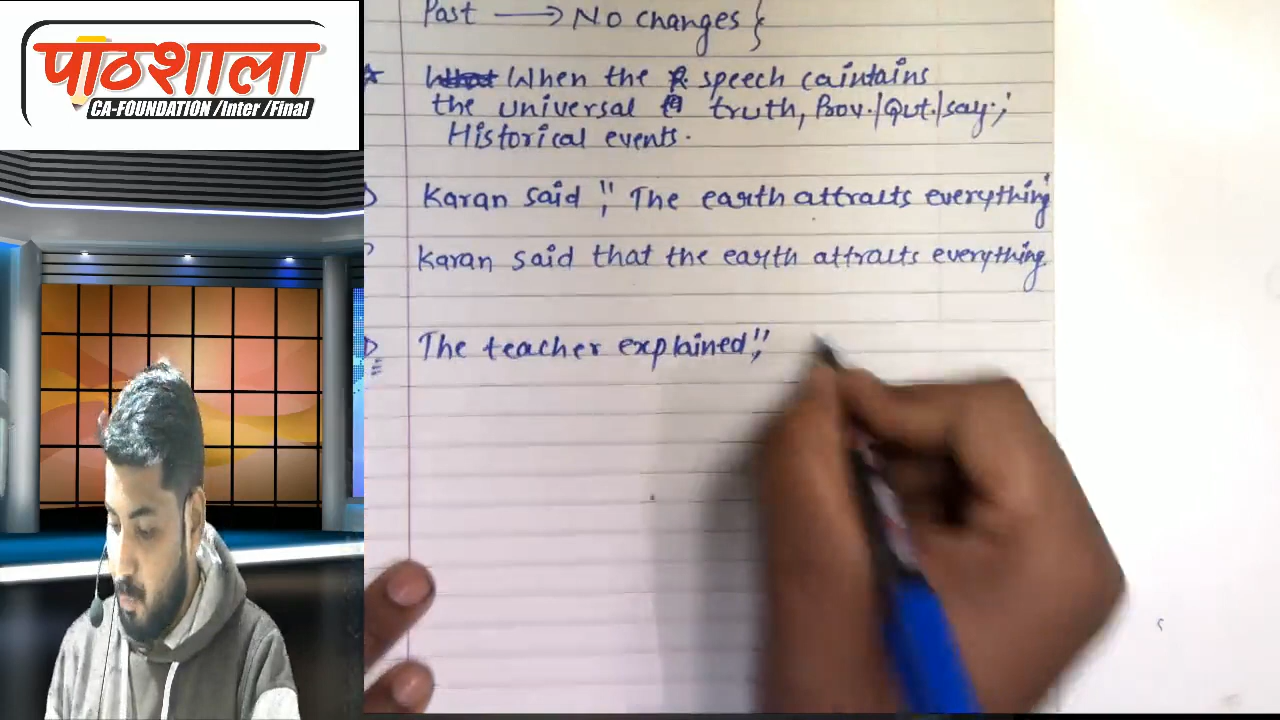 पाठशाला
CA-FOUNDATION /Inter /Final
Past → No changes }
When the speech caintains
the universal truth, Prov./Qut./say.;
Historical events.
Karan said ," The earth attracts everything"
Karan said that the earth attracts everything.
The teacher explained,"